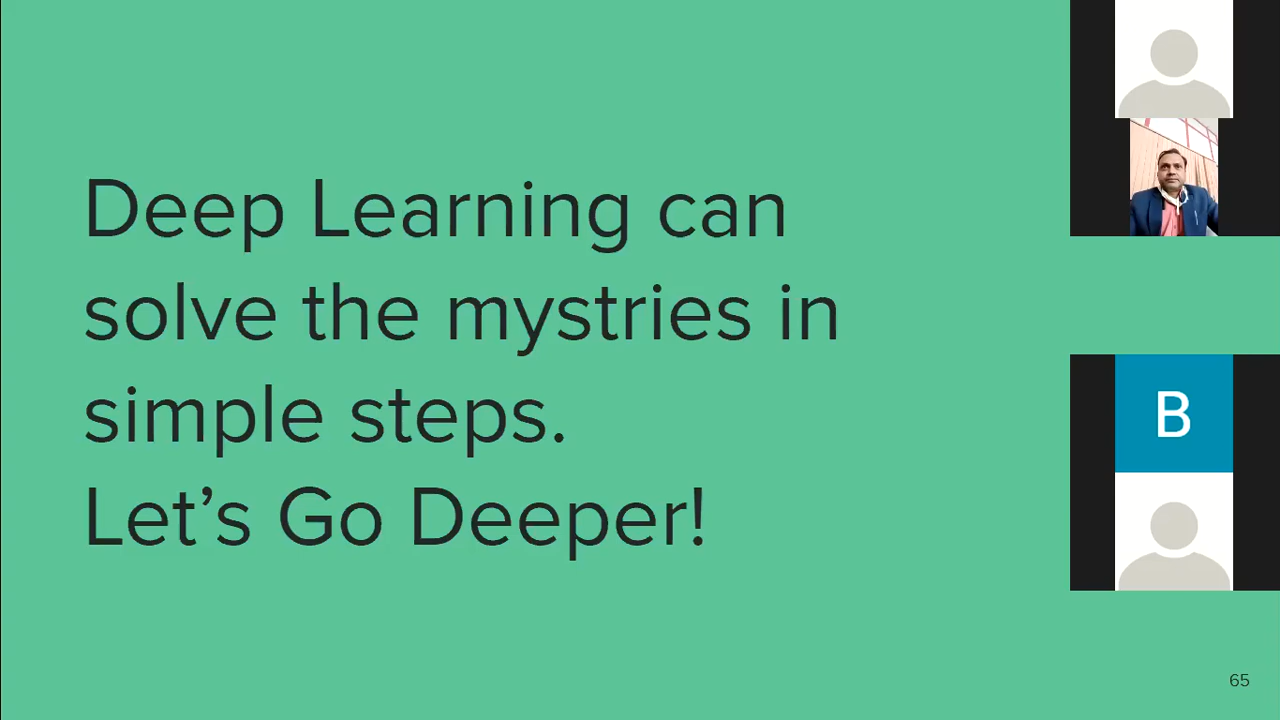 Deep Learning can
solve the mystries in
simple steps.
Let’s Go Deeper!
B
65